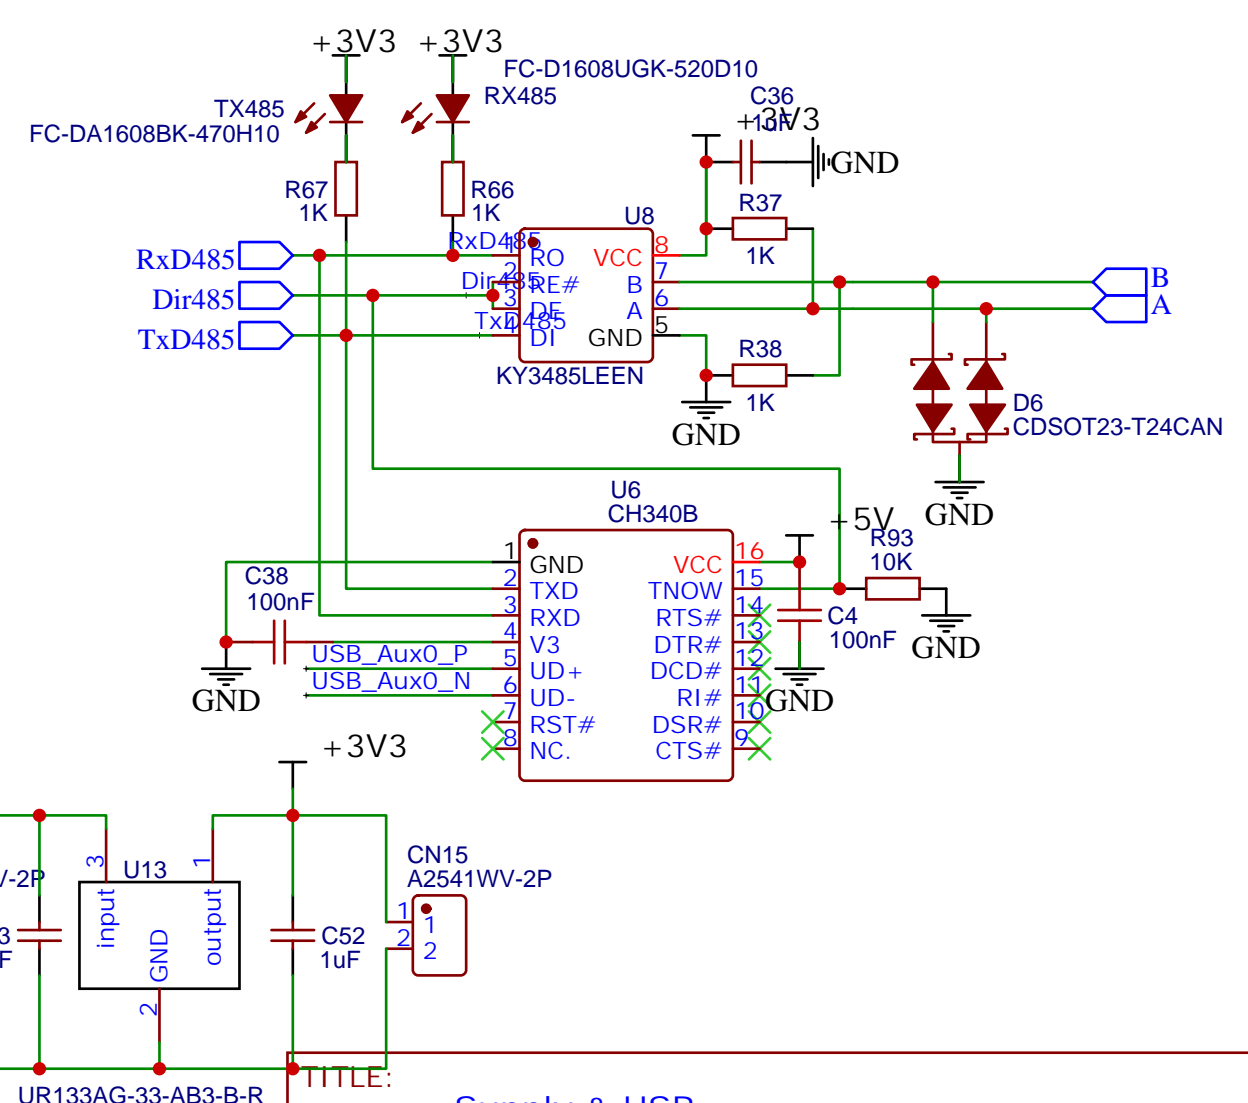 +3V3
+3V3
FC-D1608UGK-520D10
TX485
RX485
FC-DA1608BK-470H10
C36
1uF
+3V3
GND
R67
1K
R66
1K
R37
1K
U8
RxD485
RxD485
1
RO
VCC
8
Dir485
Dir485
2
RE#
B
7
B
3
DE
A
6
A
TxD485
TxD485
4
DI
GND
5
KY3485LEEN
R38
1K
GND
D6
CDSOT23-T24CAN
GND
U6
CH340B
+5V
R93
10K
GND
1
GND
VCC
16
2
TXD
TNOW
15
3
RXD
RTS#
14
4
V3
DTR#
13
5
UD+
DCD#
12
6
UD-
RI#
11
7
RST#
DSR#
10
8
NC.
CTS#
9
C38
100nF
GND
USB_Aux0_P
USB_Aux0_N
C4
100nF
GND
+3V3
V-2P
3
F
U13
3
input
GND
2
output
1
UR133AG-33-AB3-B-R
C52
1uF
CN15
A2541WV-2P
1
1
2
2
TITLE:
Supply & USB